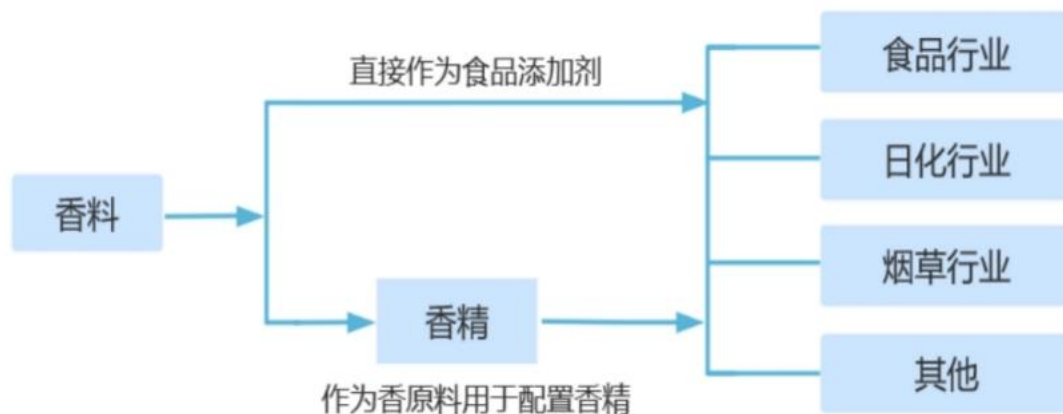 食品行业
直接作为食品添加剂
日化行业
香料
烟草行业
香精
其他
作为香原料用于配置香精